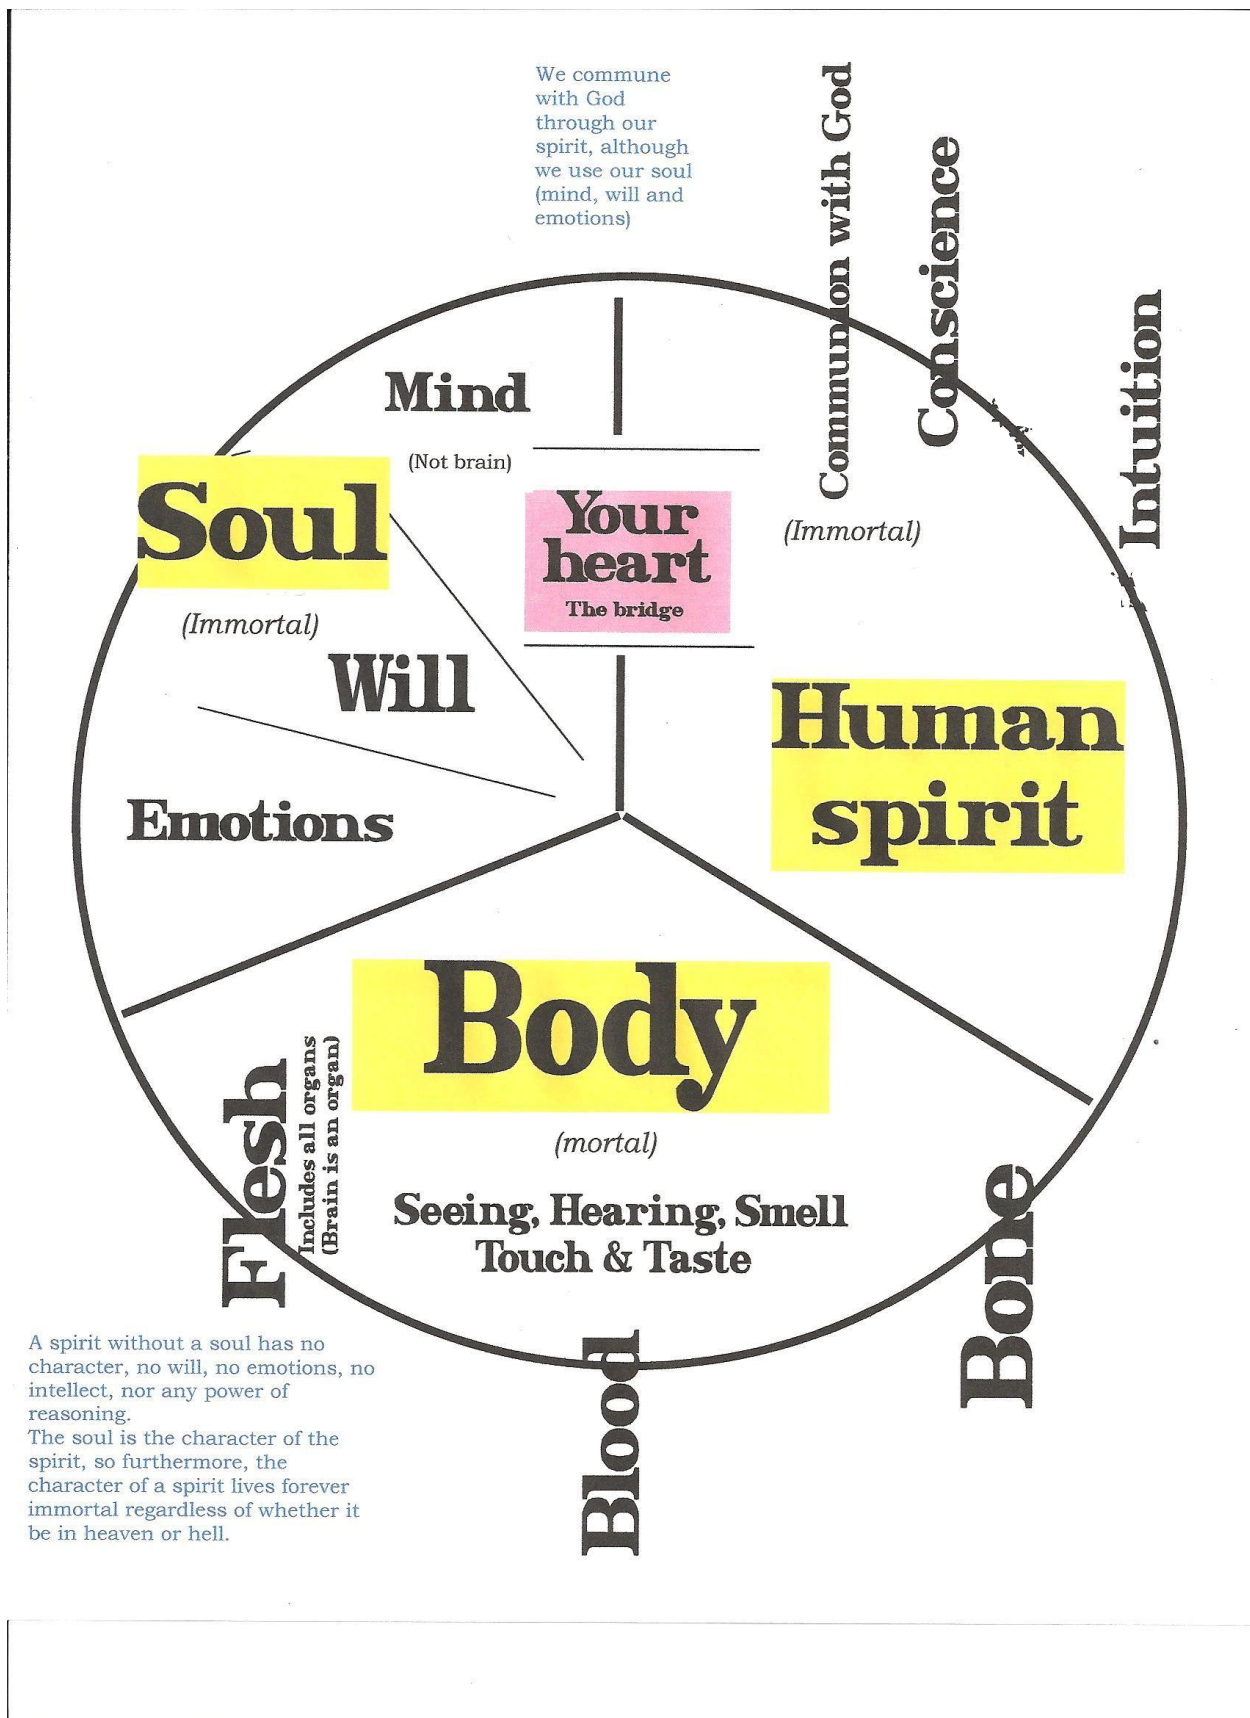 We commune
with God
through our
spirit, although
we use our soul
(mind, will and
emotions)
Communion with God
Conscience
Intuition
Mind
(Not brain)
Soul
(Immortal)
Your
heart
The bridge
(Immortal)
Will
Human
spirit
Emotions
Body
(mortal)
Seeing, Hearing, Smell
Touch & Taste
Flesh
Includes all organs
(Brain is an organ)
Blood
Bone
A spirit without a soul has no
character, no will, no emotions, no
intellect, nor any power of
reasoning.
The soul is the character of the
spirit, so furthermore, the
character of a spirit lives forever
immortal regardless of whether it
be in heaven or hell.